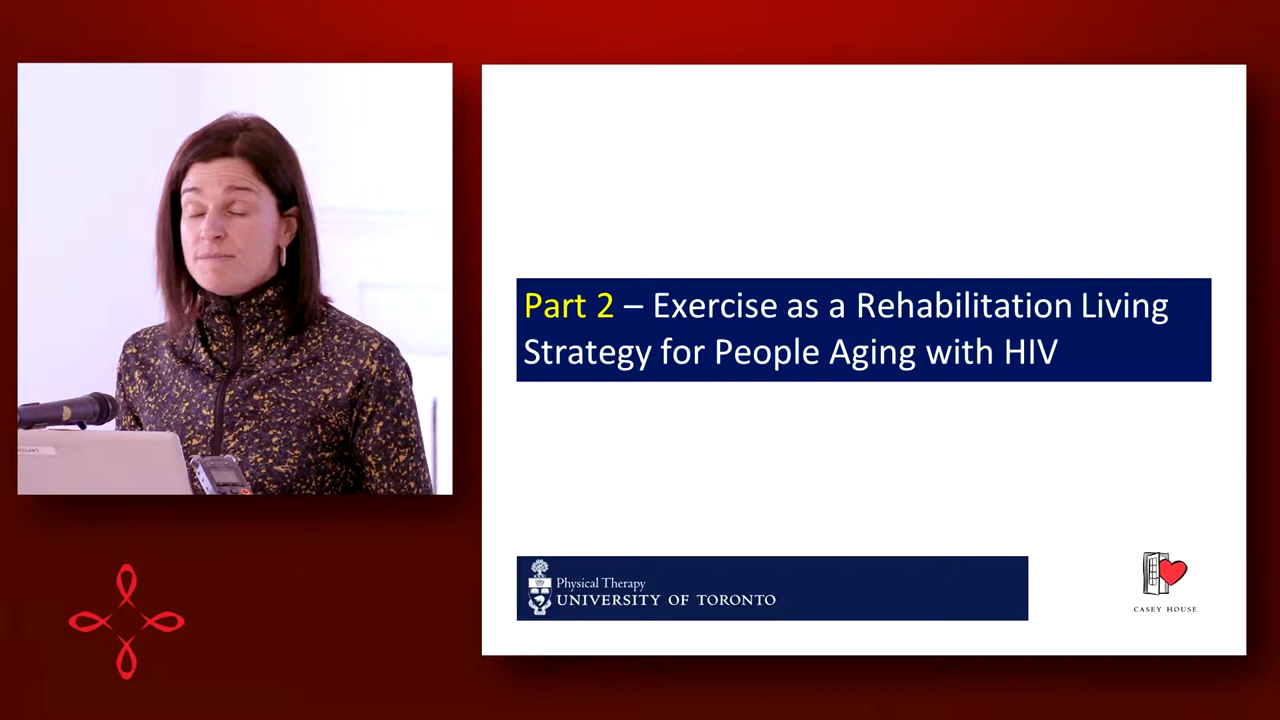 Part 2 – Exercise as a Rehabilitation Living
Strategy for People Aging with HIV
Physical Therapy
UNIVERSITY OF TORONTO
CASEY HOUSE